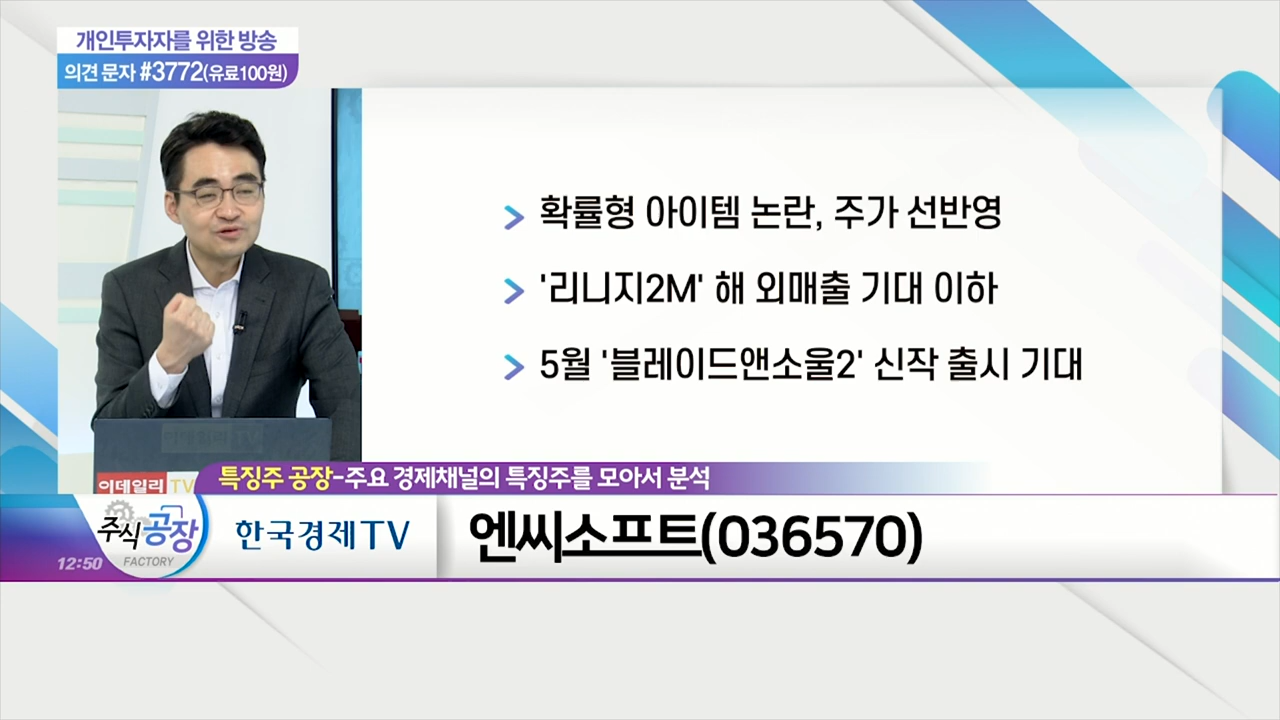 개인투자자를 위한 방송
의견 문자 #3772(유료100원)
확률형 아이템 논란, 주가 선반영
'리니지2M' 해 외매출 기대 이하
5월 '블레이드앤소울2' 신작 출시 기대
이데일리 TV
특징주 공장-주요 경제채널의 특징주를 모아서 분석
주식공장
FACTORY
12:50
한국경제TV
엔씨소프트(036570)